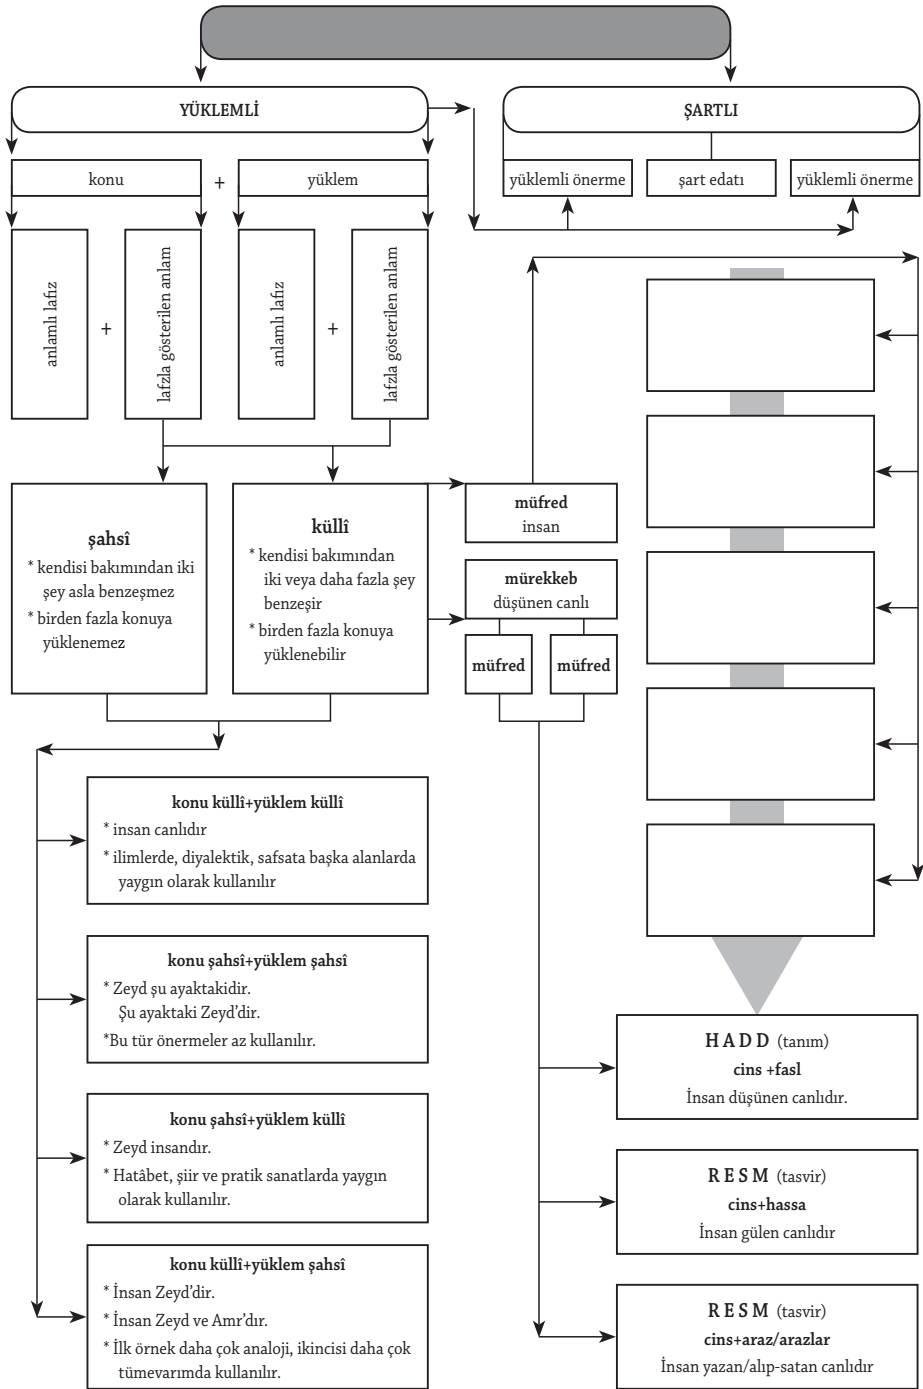 YÜKLEMLİ
ŞARTLI
konu
+
yüklem
yüklemli önerme
şart edatı
yüklemli önerme
anlamlı lafız
+
lafzla gösterilen anlam
anlamlı lafız
+
lafzla gösterilen anlam
şahsî
* kendisi bakımından iki
şey asla benzeşmez
* birden fazla konuya
yüklenemez
küllî
* kendisi bakımından
iki veya daha fazla şey
benzeşir
* birden fazla konuya
yüklenebilir
müfred
insan
mürekkeb
düşünen canlı
müfred
müfred
konu küllî+yüklem küllî
* insan canlıdır
* ilimlerde, diyalektik, safsata başka alanlarda
yaygın olarak kullanılır
konu şahsî+yüklem şahsî
* Zeyd şu ayaktakidir.
Şu ayaktaki Zeyd’dir.
*Bu tür önermeler az kullanılır.
konu şahsî+yüklem küllî
* Zeyd insandır.
* Hatâbet, şiir ve pratik sanatlarda yaygın
olarak kullanılır.
konu küllî+yüklem şahsî
* İnsan Zeyd’dir.
* İnsan Zeyd ve Amr’dır.
* İlk örnek daha çok analoji, ikincisi daha çok
tümevarımda kullanılır.
HADD (tanım)
cins +fasl
İnsan düşünen canlıdır.
RESM (tasvir)
cins+hassa
İnsan gülen canlıdır
RESM (tasvir)
cins+araz/arazlar
İnsan yazan/alıp-satan canlıdır